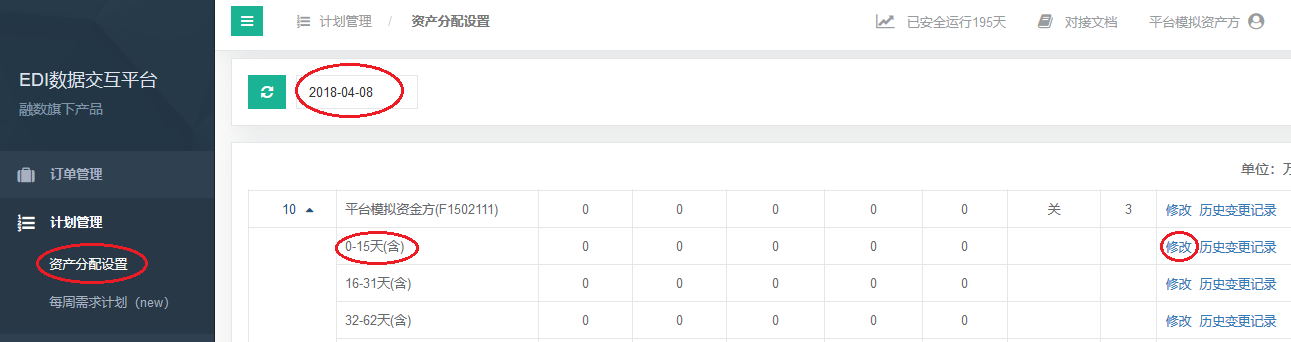 计划管理 / 资产分配设置 已安全运行195天 对接文档 平台模拟资产方
EDI数据交互平台
融数旗下产品
2018-04-08
订单管理
计划管理
资产分配设置
每周需求计划（new）
单位：万
10 平台模拟资金方(F1502111) 0 0 0 0 0 关 3 修改 历史变更记录
0-15天(含) 0 0 0 0 0 修改 历史变更记录
16-31天(含) 0 0 0 0 0 修改 历史变更记录
32-62天(含) 0 0 0 0 0 修改 历史变更记录